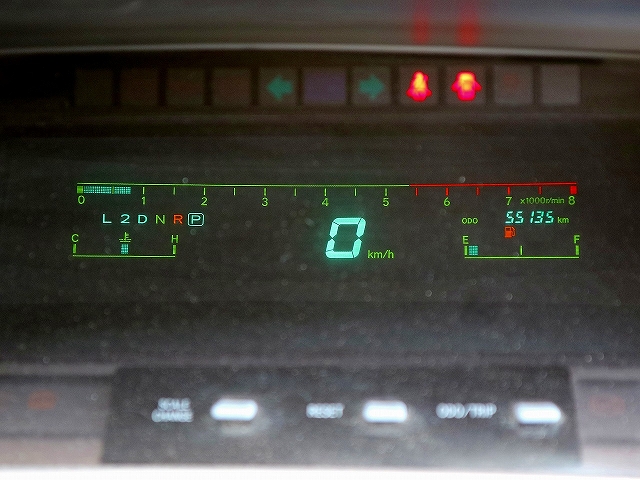 0 1 2 3 4 5 6 7 8
x1000r/min
L 2 D N R P
ODO 55135 km
C H
0 km/h
E F
SCALE CHANGE
RESET
ODO/TRIP